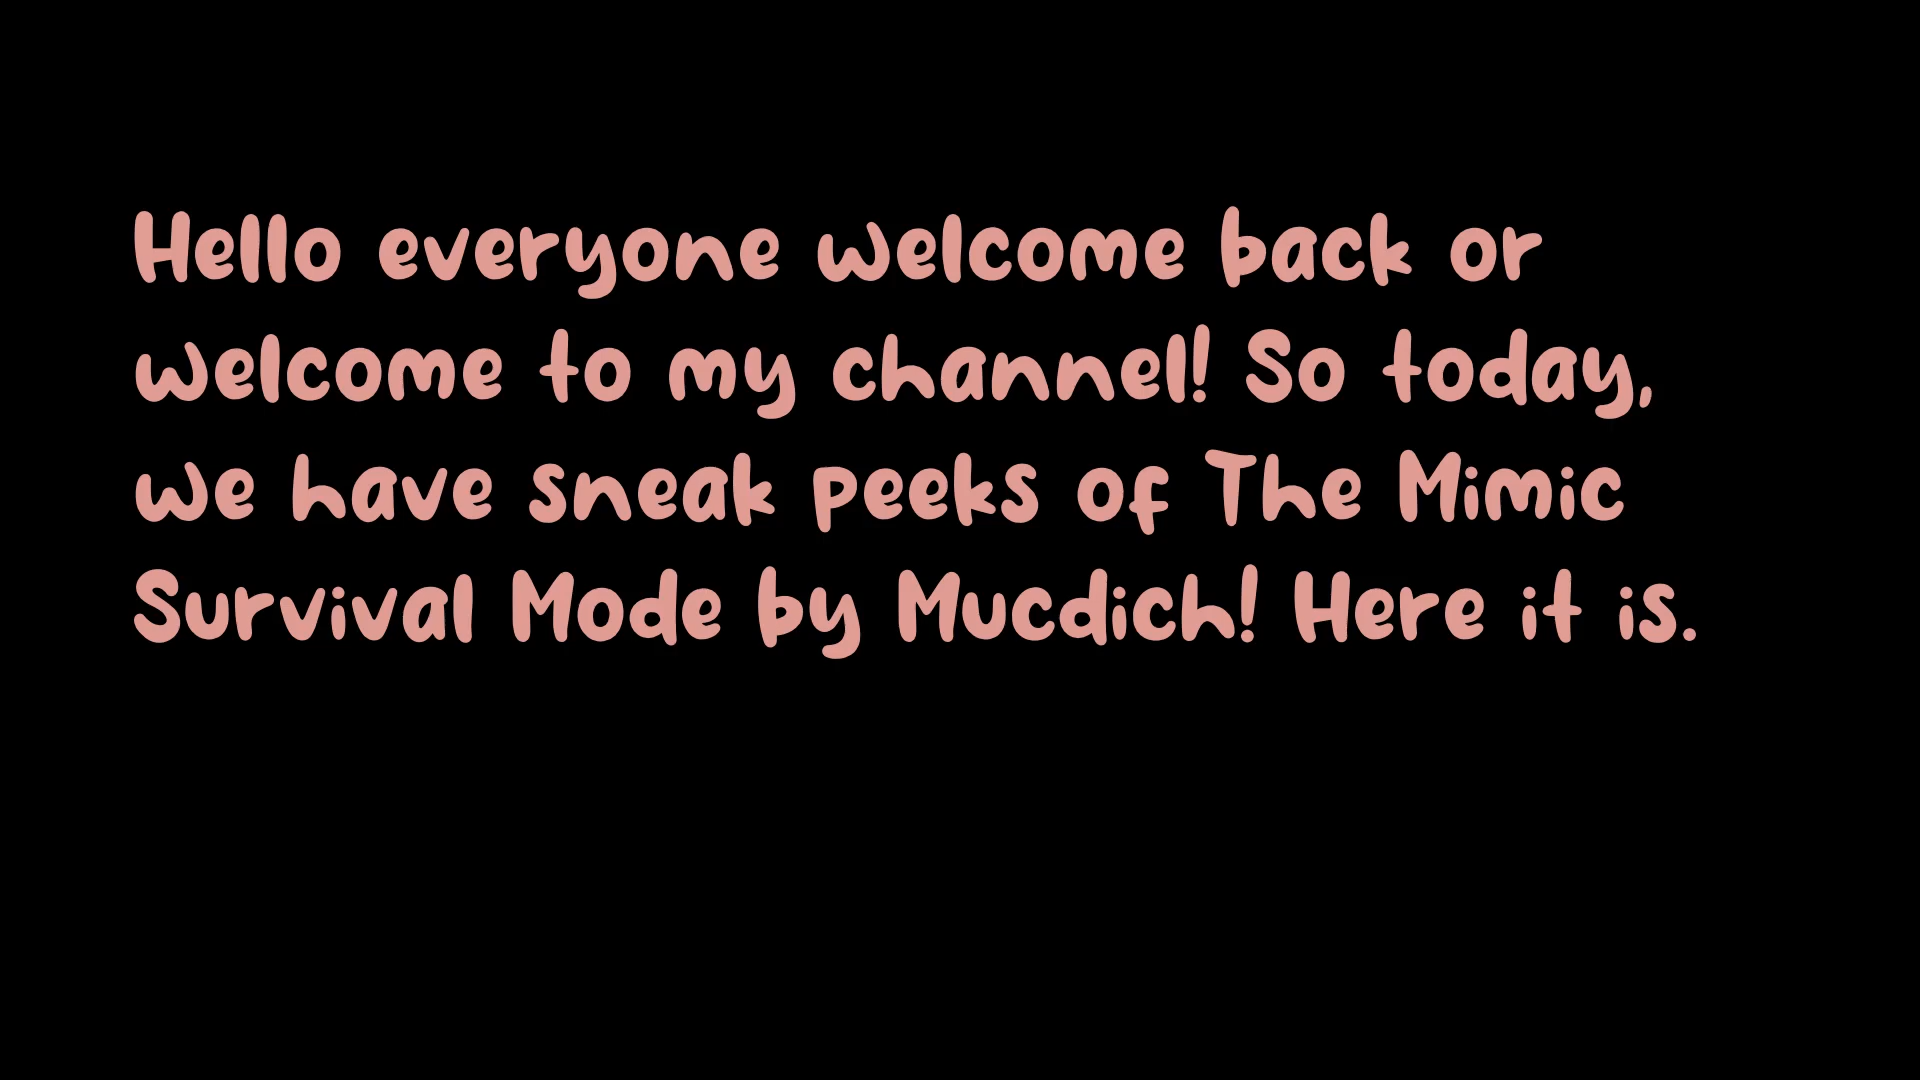 Hello everyone welcome back or
welcome to my channel! So today,
we have sneak peeks of The Mimic
Survival Mode by Mucdich! Here it is.